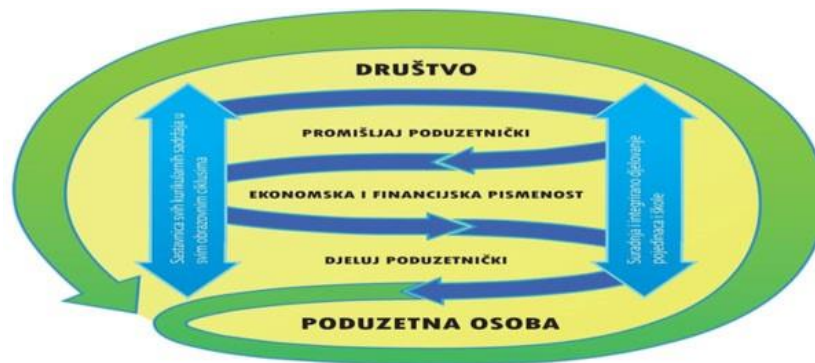 DRUŠTVO
PROMIŠLJAJ PODUZETNIČKI
EKONOMSKA I FINANCIJSKA PISMENOST
DJELUJ PODUZETNIČKI
PODUZETNA OSOBA
Sastavnica svih kurikularnih sadržaja u
svim obrazovnim ciklusima
Suradnja i integrirano djelovanje
pojedinaca i škole